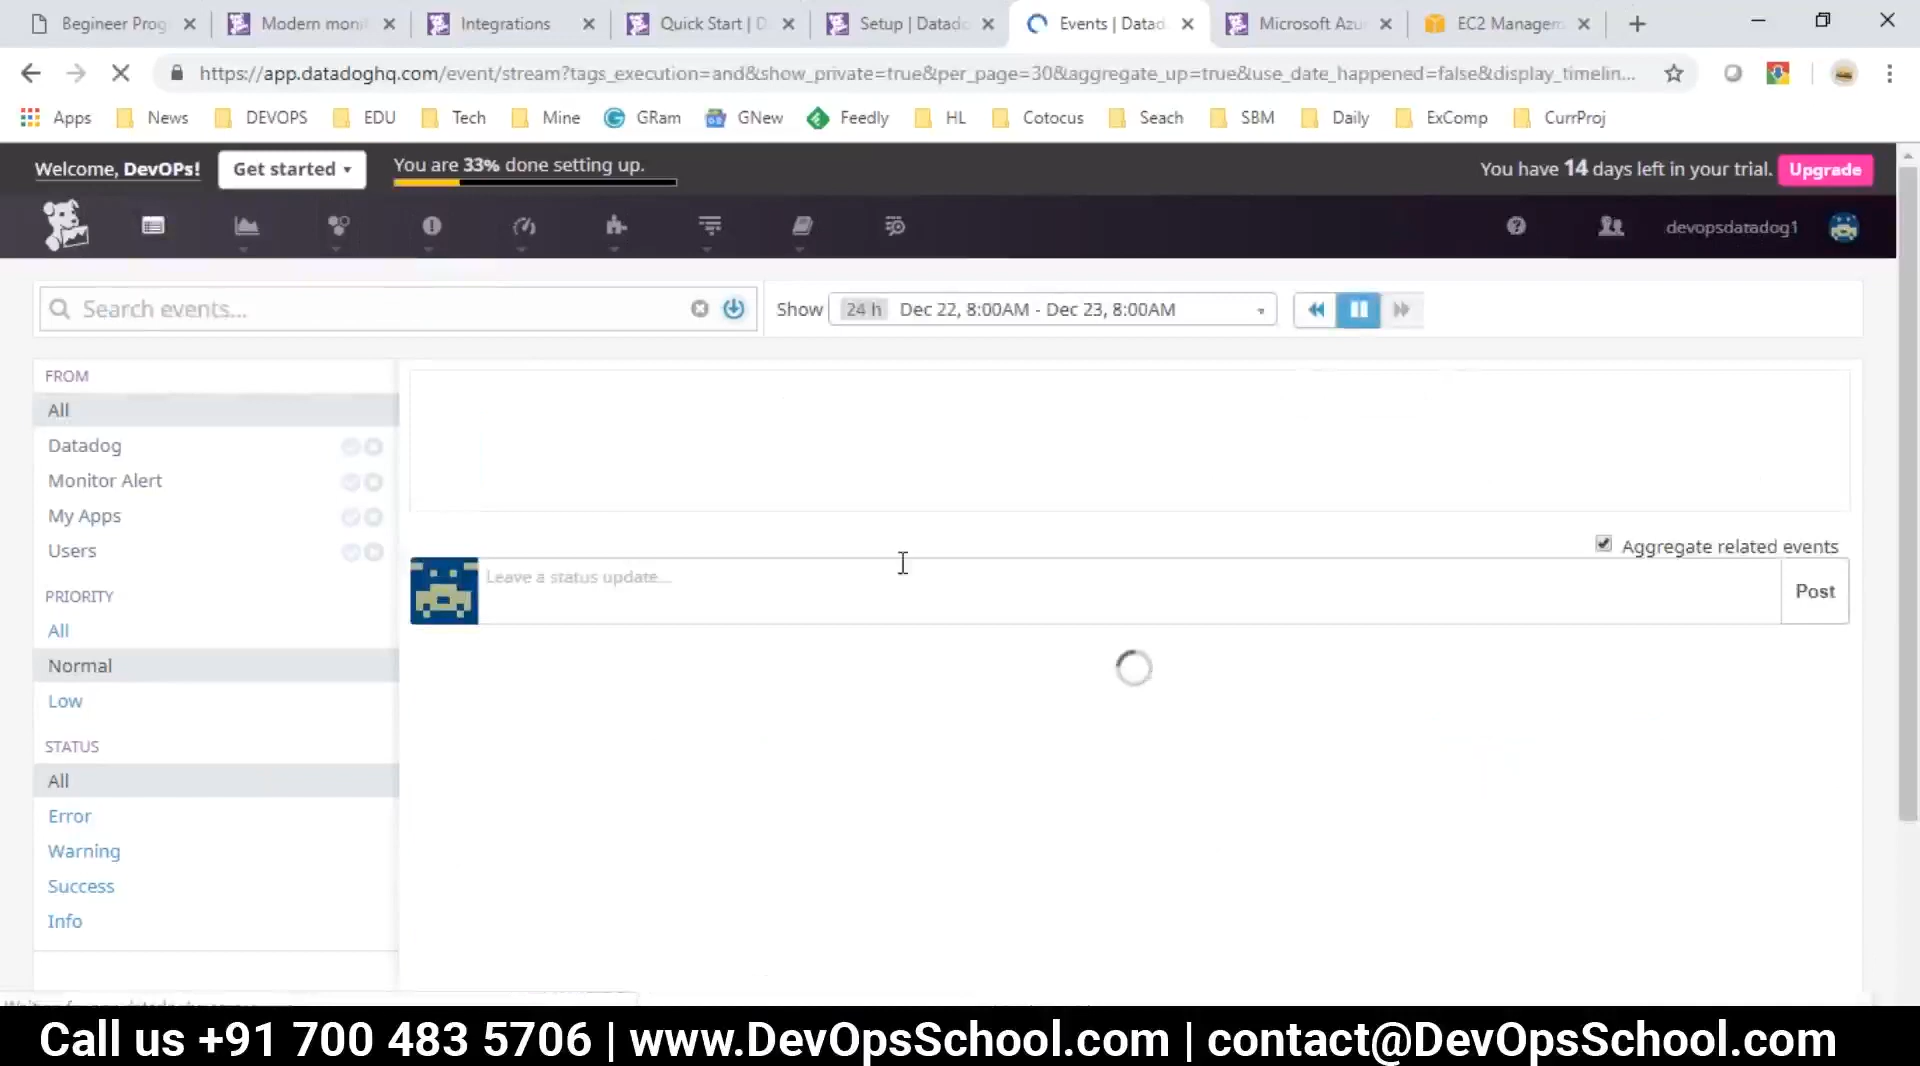 Begineer Prog
Modern moni
Integrations
Quick Start | D
Setup | Datado
Events | Datad
Microsoft Azu
EC2 Managem
https://app.datadoghq.com/event/stream?tags_execution=and&show_private=true&per_page=30&aggregate_up=true&use_date_happened=false&display_timelin...
Apps News DEVOPS EDU Tech Mine GRam GNew Feedly HL Cotocus Seach SBM Daily ExComp CurrProj
Welcome, DevOPs! Get started You are 33% done setting up. You have 14 days left in your trial. Upgrade
devopsdatadog1
Search events... Show 24 h Dec 22, 8:00AM - Dec 23, 8:00AM
FROM
All
Datadog
Monitor Alert
My Apps
Users
PRIORITY
All
Normal
Low
STATUS
All
Error
Warning
Success
Info
Aggregate related events
Leave a status update...
Post
Call us +91 700 483 5706 | www.DevOpsSchool.com | contact@DevOpsSchool.com